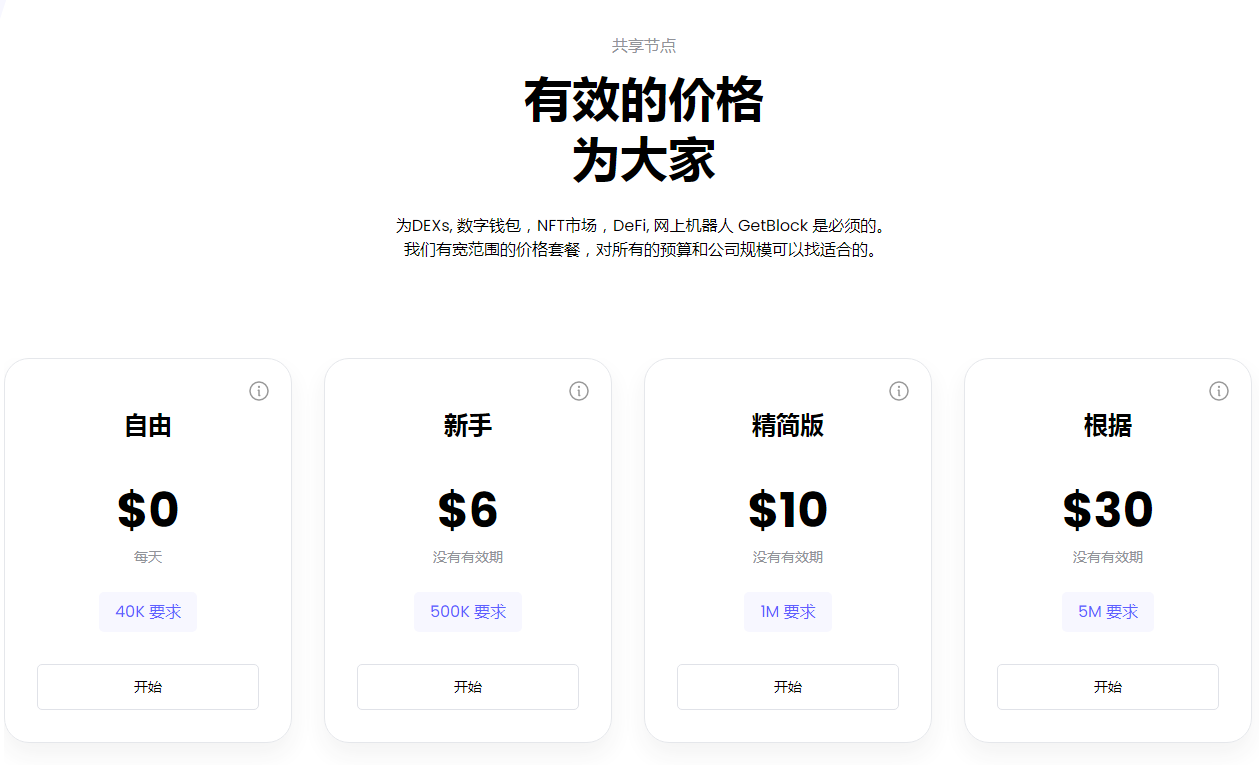 共享节点
有效的价格
为大家
为DEXs, 数字钱包，NFT市场，DeFi, 网上机器人 GetBlock 是必须的。
我们有宽范围的价格套餐，对所有的预算和公司规模可以找适合的。
自由
$0
每天
40K 要求
开始
新手
$6
没有有效期
500K 要求
开始
精简版
$10
没有有效期
1M 要求
开始
根据
$30
没有有效期
5M 要求
开始